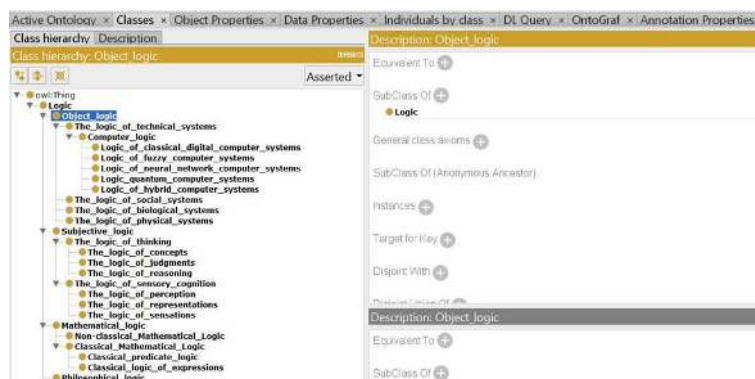 Active Ontology × Classes × Object Properties × Data Properties × Individuals by class × DL Query × OntoGraf × Annotation Properties
Class hierarchy Description
Class hierarchy: Object_logic
Asserted
owl:Thing
Logic
Object_logic
The_logic_of_technical_systems
Computer_logic
Logic_of_classical_digital_computer_systems
Logic_of_fuzzy_computer_systems
Logic_of_neural_network_computer_systems
Logic_quantum_computer_systems
Logic_of_hybrid_computer_systems
The_logic_of_social_systems
The_logic_of_biological_systems
The_logic_of_physical_systems
Subjective_logic
The_logic_of_thinking
The_logic_of_concepts
The_logic_of_judgments
The_logic_of_reasoning
The_logic_of_sensory_cognition
The_logic_of_perception
The_logic_of_representations
The_logic_of_sensations
Mathematical_logic
Non-classical_Mathematical_Logic
Classical_Mathematical_Logic
Classical_predicate_logic
Classical_logic_of_expressions
Philosophical_logic
Description: Object_logic
Equivalent To
SubClass Of
Logic
General class axioms
SubClass Of (Anonymous Ancestor)
Instances
Target for Key
Disjoint With
Disjoint Union Of
Description: Object_logic
Equivalent To
SubClass Of